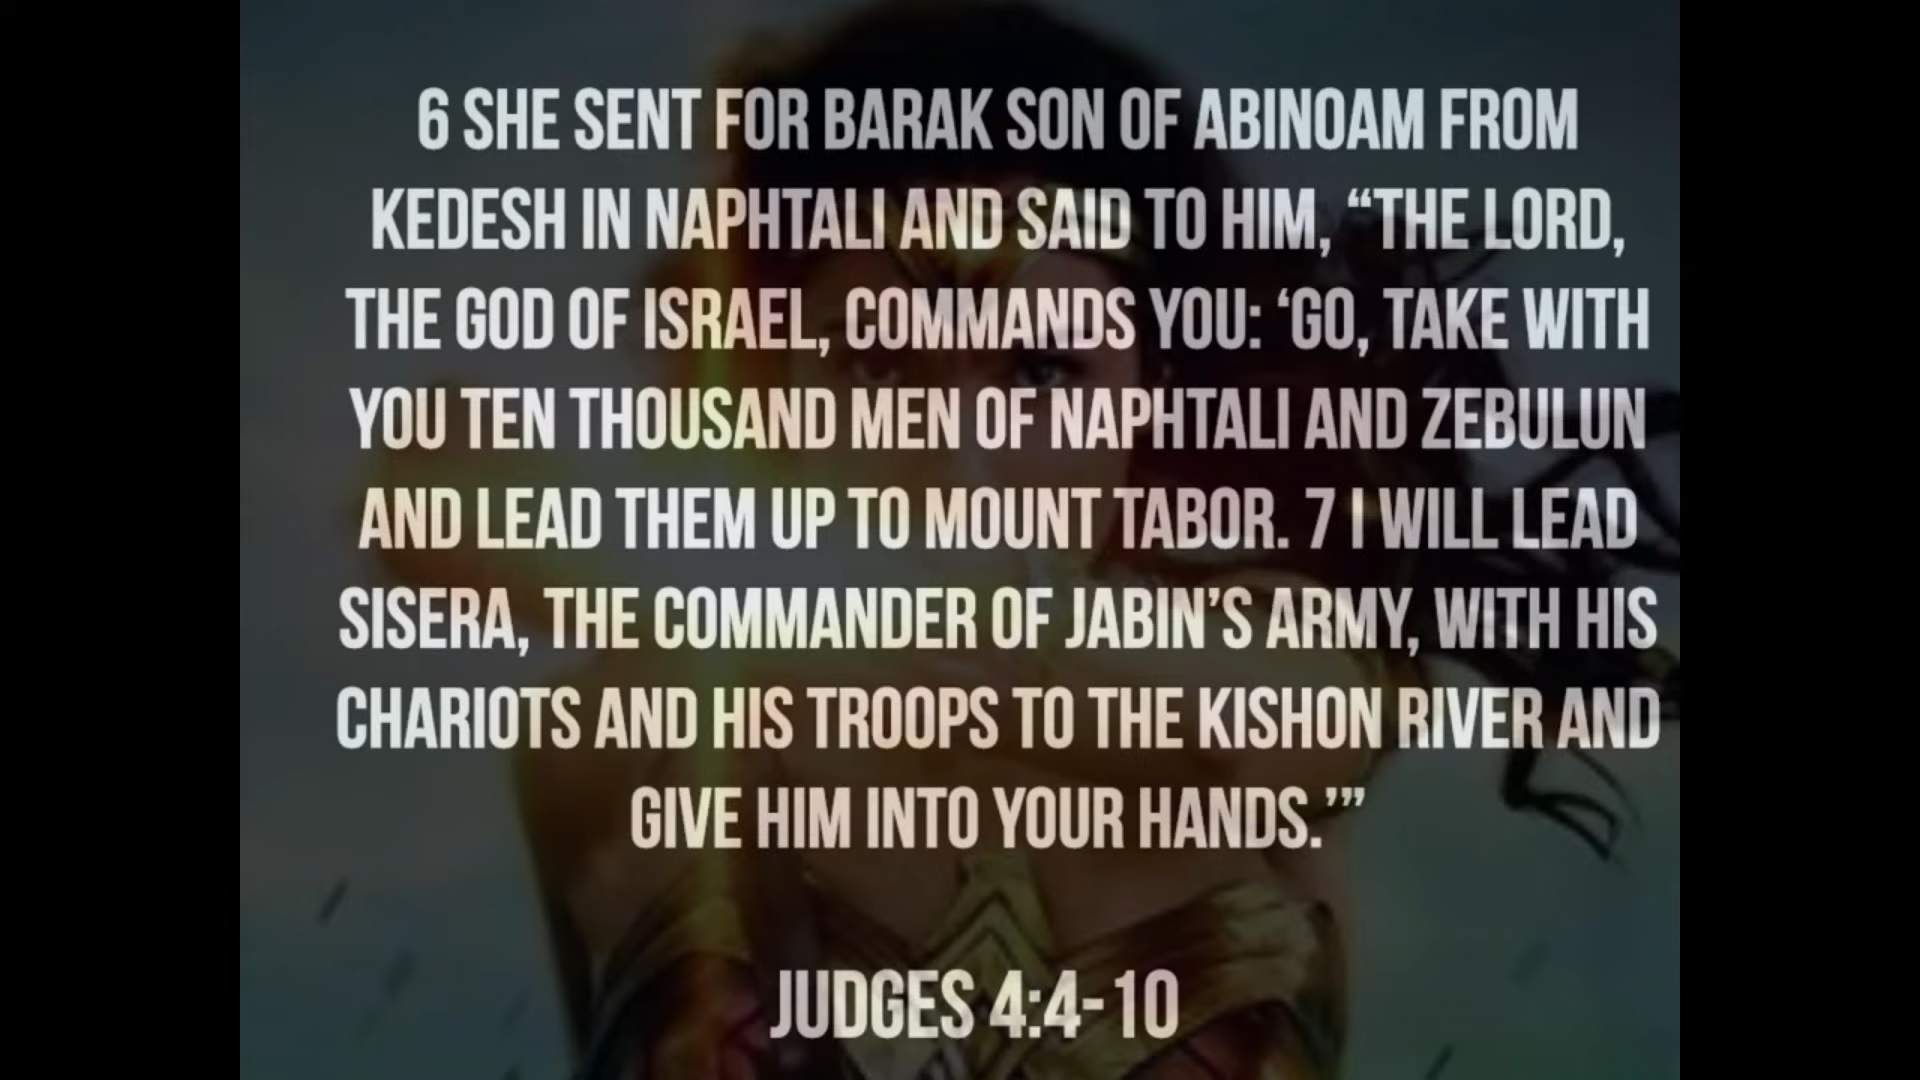 6 SHE SENT FOR BARAK SON OF ABINOAM FROM
KEDESH IN NAPHTALI AND SAID TO HIM, “THE LORD,
THE GOD OF ISRAEL, COMMANDS YOU: ‘GO, TAKE WITH
YOU TEN THOUSAND MEN OF NAPHTALI AND ZEBULUN
AND LEAD THEM UP TO MOUNT TABOR. 7 I WILL LEAD
SISERA, THE COMMANDER OF JABIN’S ARMY, WITH HIS
CHARIOTS AND HIS TROOPS TO THE KISHON RIVER AND
GIVE HIM INTO YOUR HANDS.’”
JUDGES 4:4-10